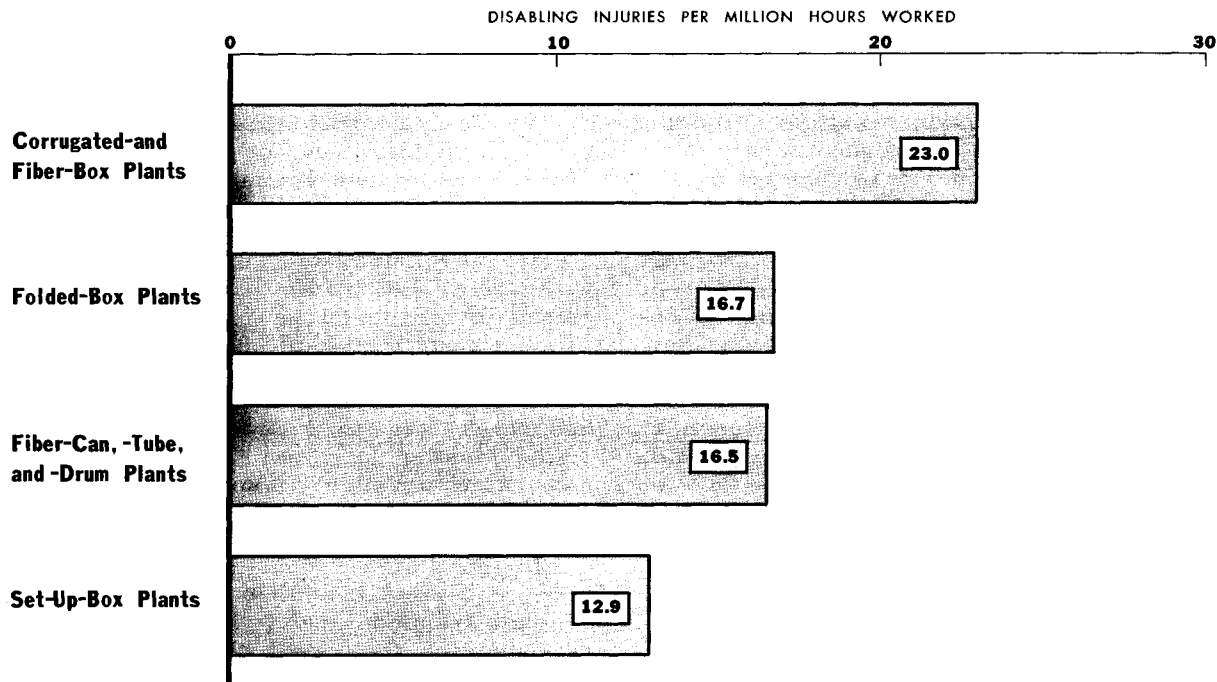 DISABLING INJURIES PER MILLION HOURS WORKED
0 10 20 30
Corrugated-and
Fiber-Box Plants
23.0
Folded-Box Plants
16.7
Fiber-Can, -Tube,
and -Drum Plants
16.5
Set-Up-Box Plants
12.9